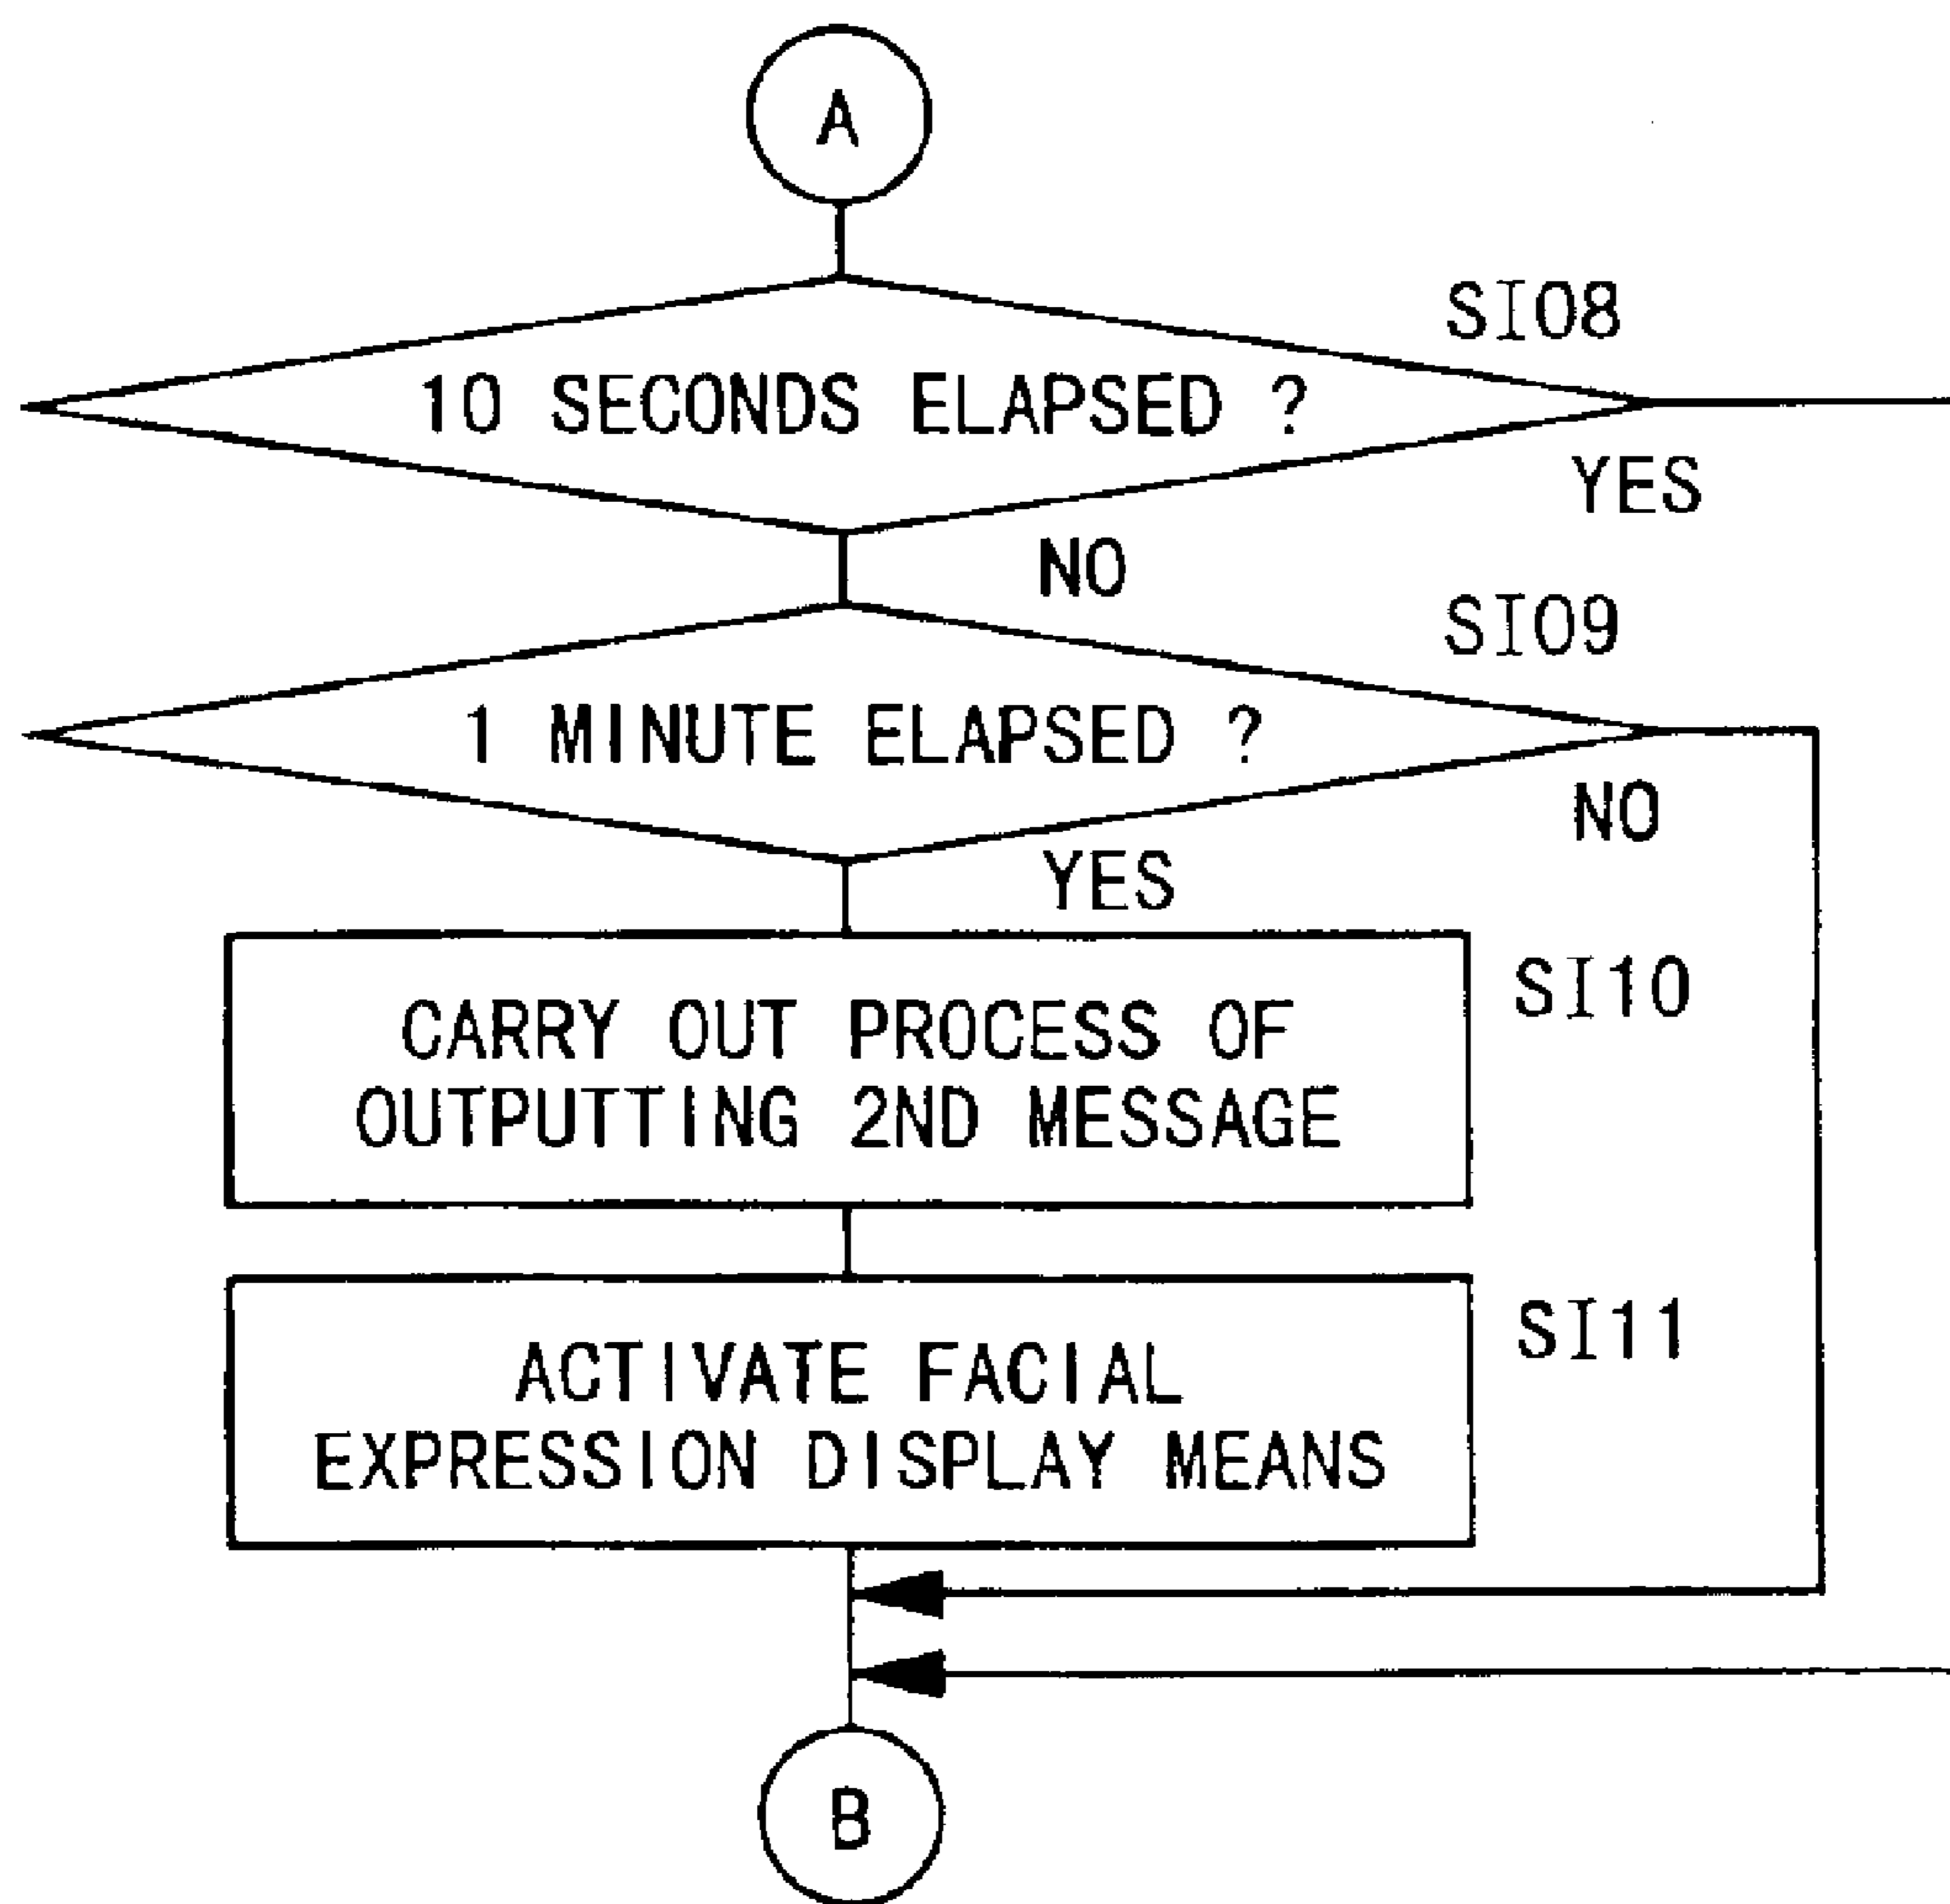 A
SI08
10 SECONDS ELAPSED ?
YES
NO
SI09
1 MINUTE ELAPSED ?
NO
YES
SI10
CARRY OUT PROCESS OF
OUTPUTTING 2ND MESSAGE
SI11
ACTIVATE FACIAL
EXPRESSION DISPLAY MEANS
B